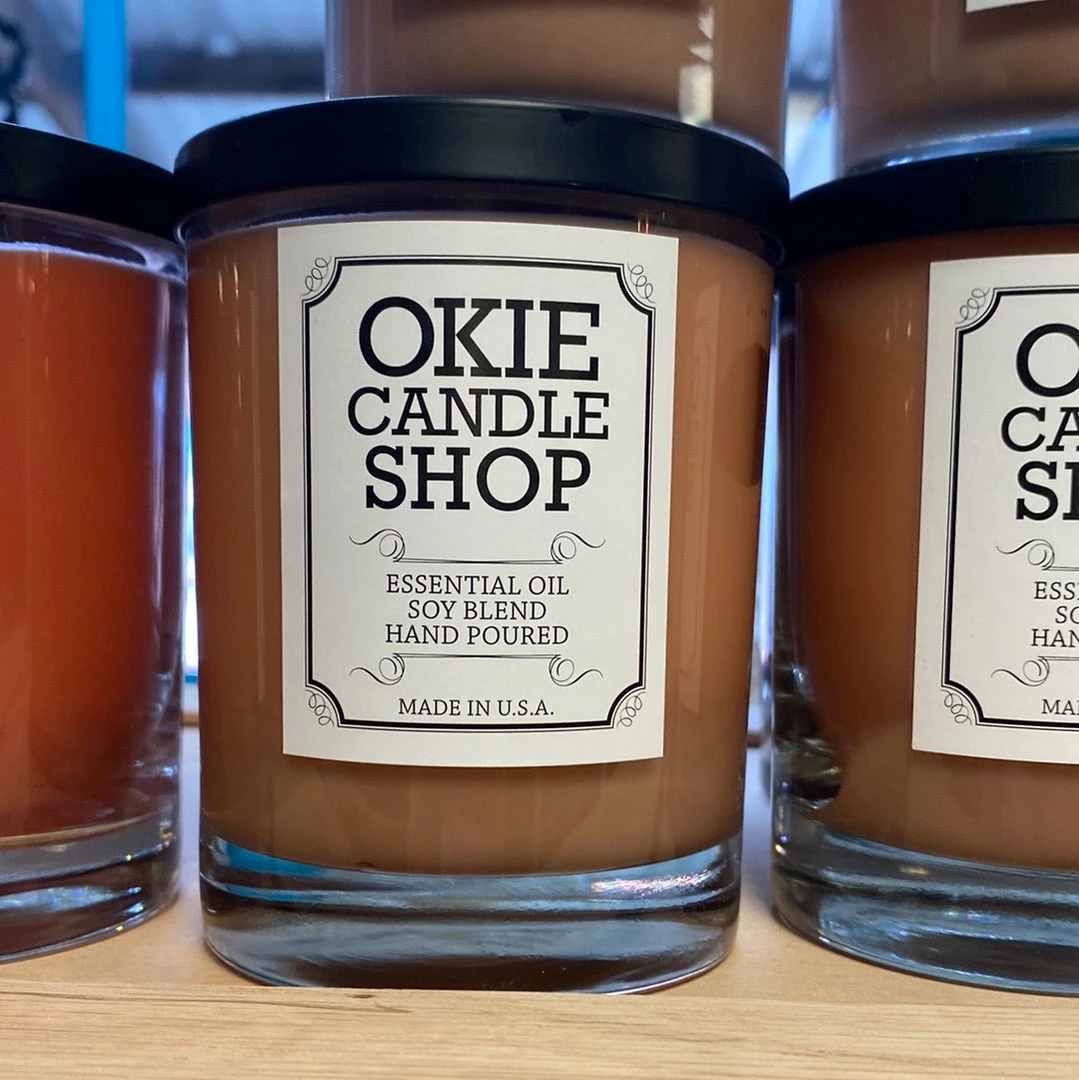 OKIE
CANDLE
SHOP
ESSENTIAL OIL
SOY BLEND
HAND POURED
MADE IN U.S.A.